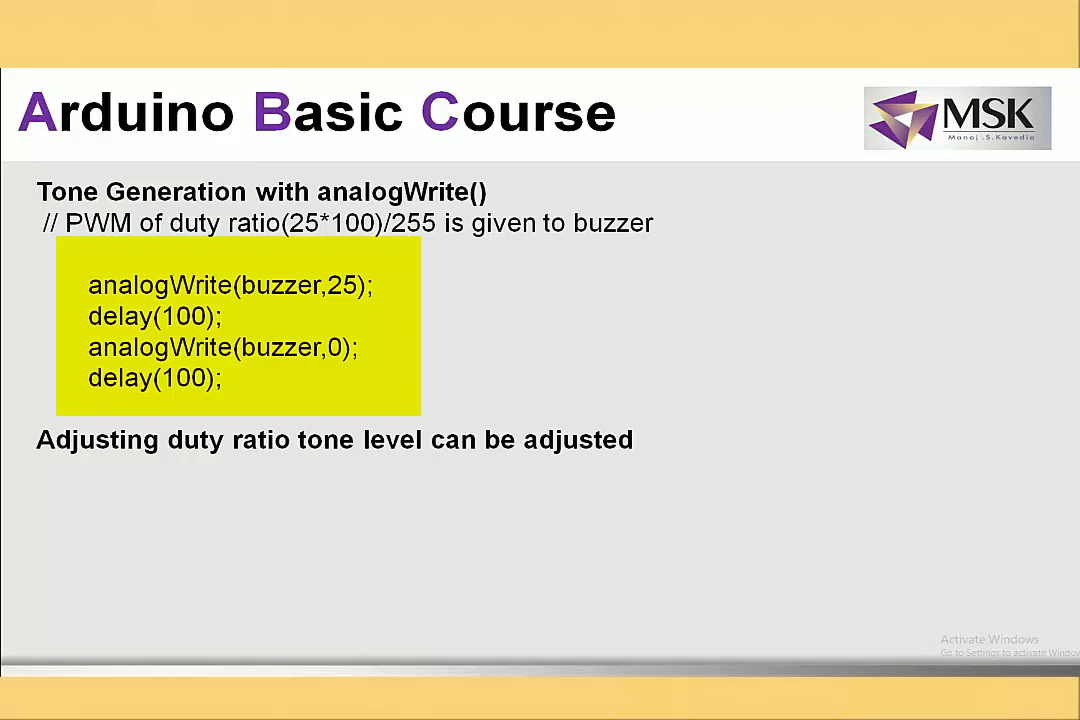 Arduino Basic Course
MSK
Manoj .S.Kavedia
Tone Generation with analogWrite()
// PWM of duty ratio(25*100)/255 is given to buzzer
analogWrite(buzzer,25);
delay(100);
analogWrite(buzzer,0);
delay(100);
Adjusting duty ratio tone level can be adjusted
Activate Windows
Go to Settings to activate Window